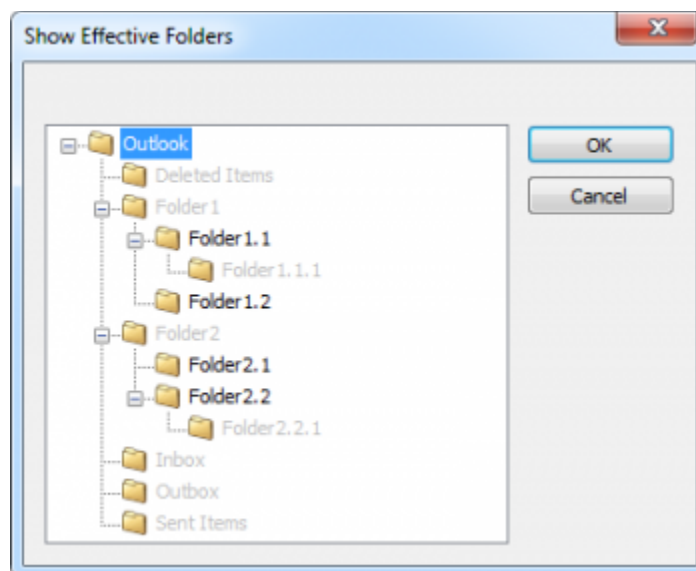 Show Effective Folders
Outlook
OK
Deleted Items
Cancel
Folder1
Folder1.1
Folder1.1.1
Folder1.2
Folder2
Folder2.1
Folder2.2
Folder2.2.1
Inbox
Outbox
Sent Items